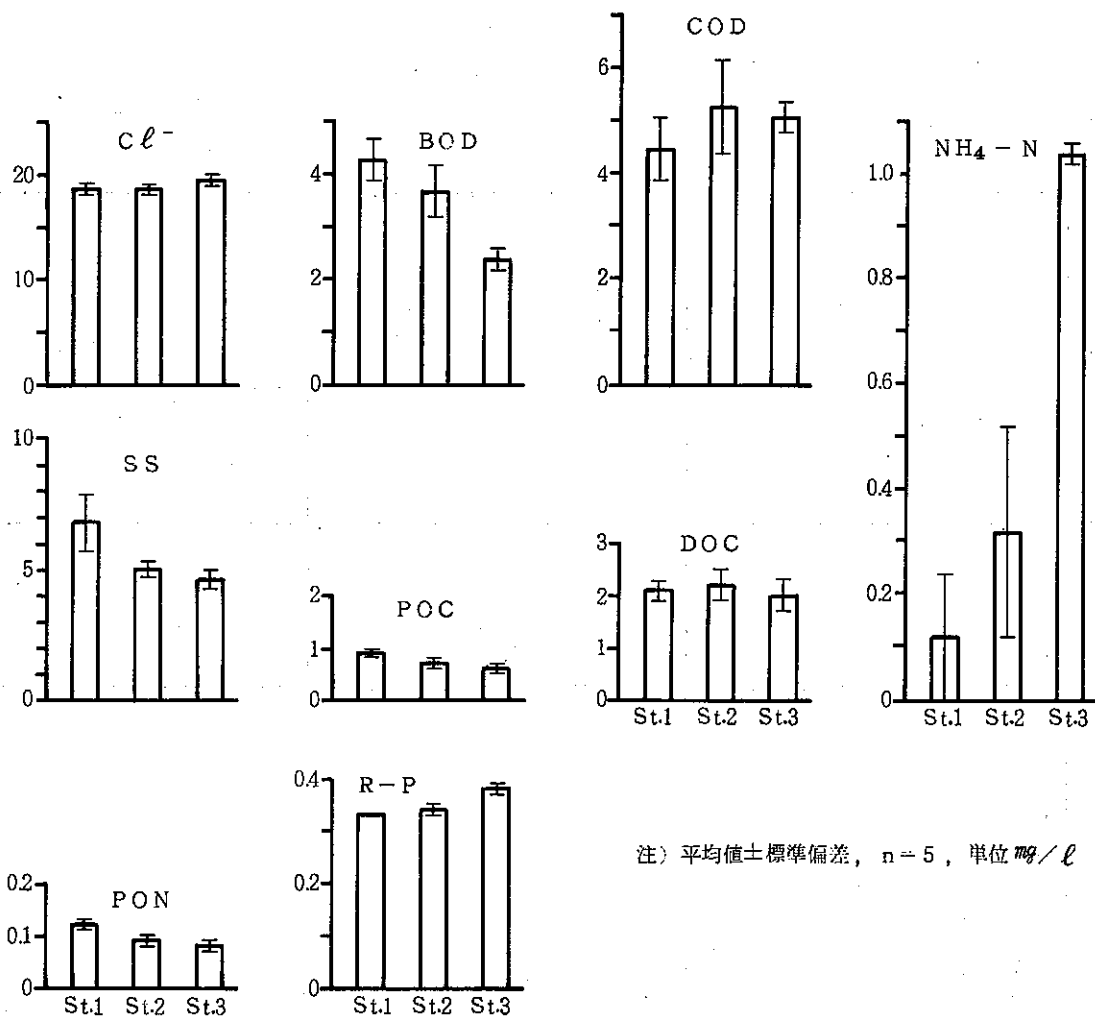 Cℓ⁻
20
10
0
BOD
4
2
0
COD
6
4
2
0
NH₄-N
1.0
0.8
0.6
0.4
0.2
0
St.1 St.2 St.3
SS
10
5
0
POC
2
1
0
DOC
3
2
1
0
St.1 St.2 St.3
PON
0.2
0.1
0
St.1 St.2 St.3
R-P
0.4
0.2
0
St.1 St.2 St.3
注) 平均値±標準偏差, n=5, 単位mg/ℓ